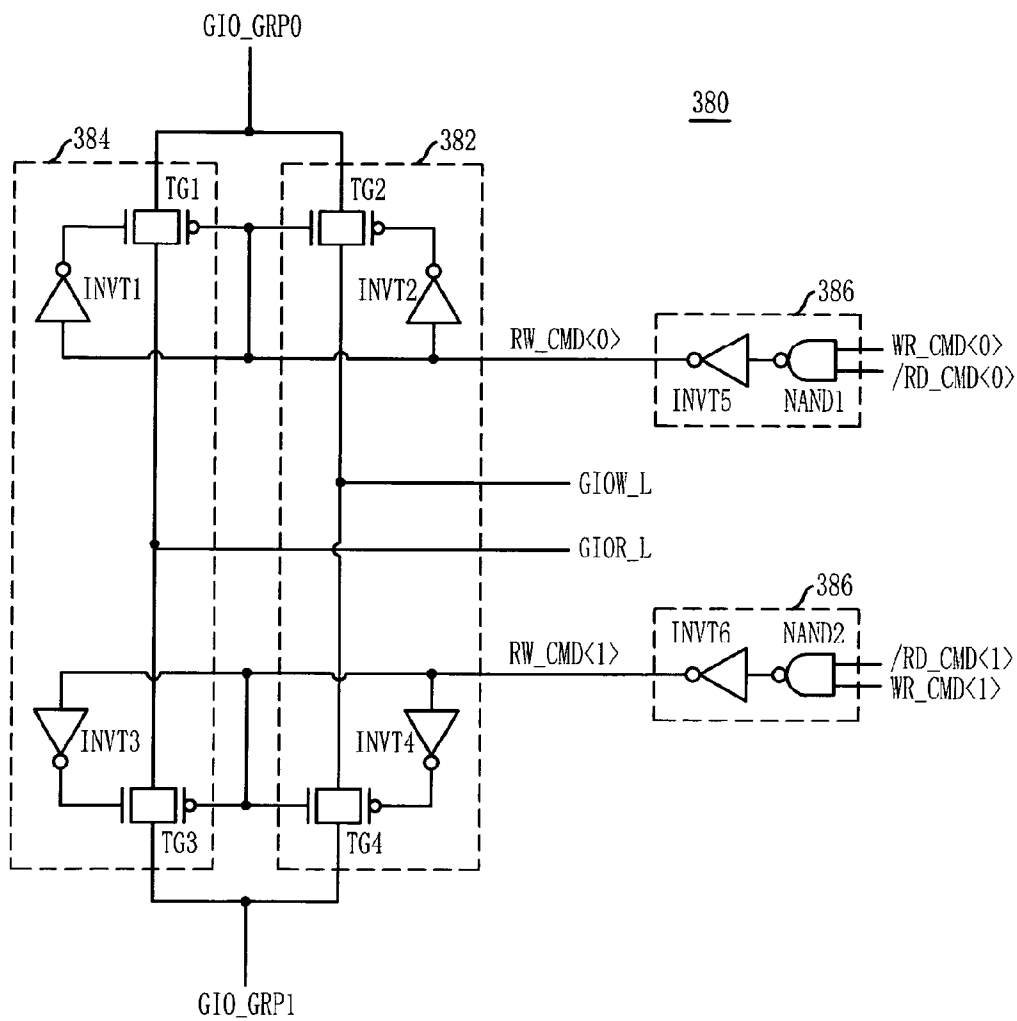 GIO_GRP0
380
384
382
TG1
TG2
INVT1
INVT2
386
RW_CMD<0>
WR_CMD<0>
/RD_CMD<0>
INVT5
NAND1
GIOW_L
GIOR_L
386
RW_CMD<1>
INVT6
NAND2
/RD_CMD<1>
WR_CMD<1>
INVT3
INVT4
TG3
TG4
GIO_GRP1